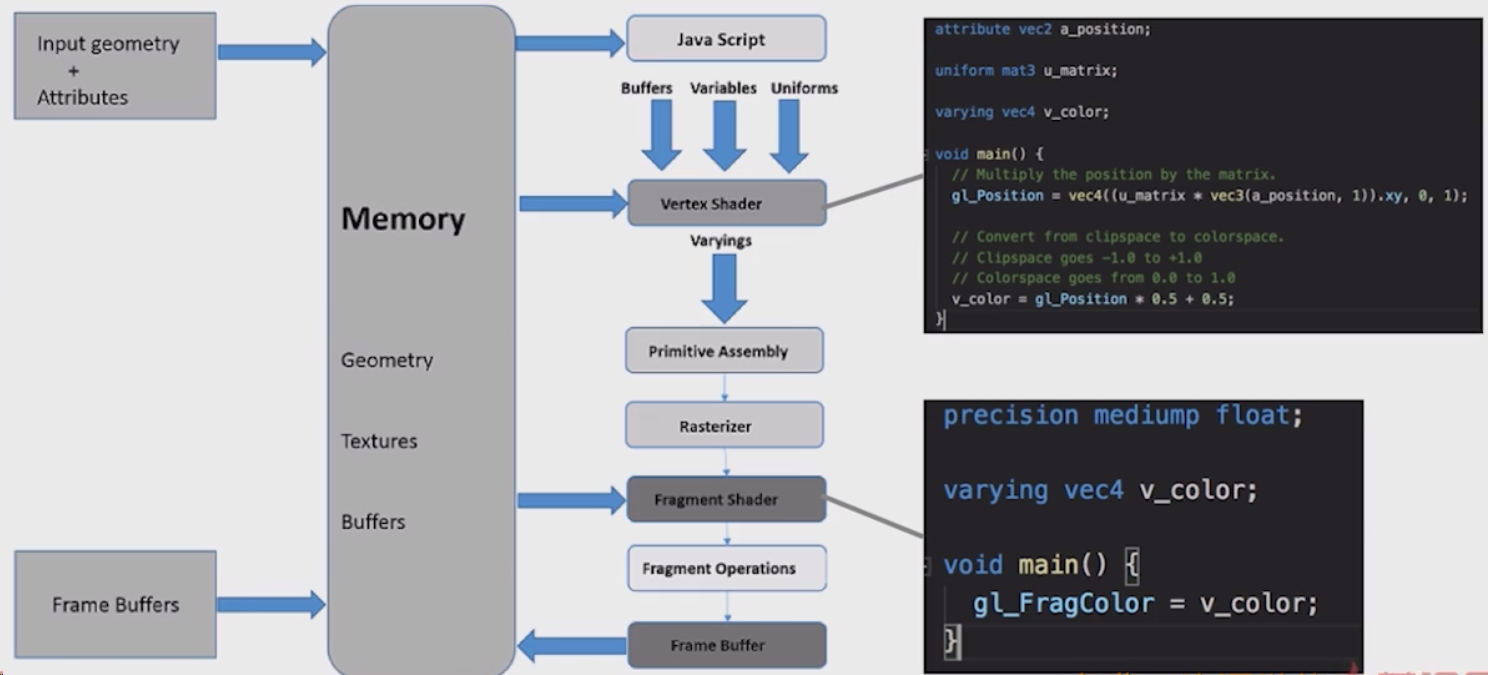 Input geometry
+
Attributes
Frame Buffers
Memory
Geometry
Textures
Buffers
Java Script
Buffers Variables Uniforms
Vertex Shader
Varyings
Primitive Assembly
Rasterizer
Fragment Shader
Fragment Operations
Frame Buffer
attribute vec2 a_position;
uniform mat3 u_matrix;
varying vec4 v_color;
void main() {
// Multiply the position by the matrix.
gl_Position = vec4((u_matrix * vec3(a_position, 1)).xy, 0, 1);
// Convert from clipspace to colorspace.
// Clipspace goes -1.0 to +1.0
// Colorspace goes from 0.0 to 1.0
v_color = gl_Position * 0.5 + 0.5;
}
precision mediump float;
varying vec4 v_color;
void main() {
gl_FragColor = v_color;
}